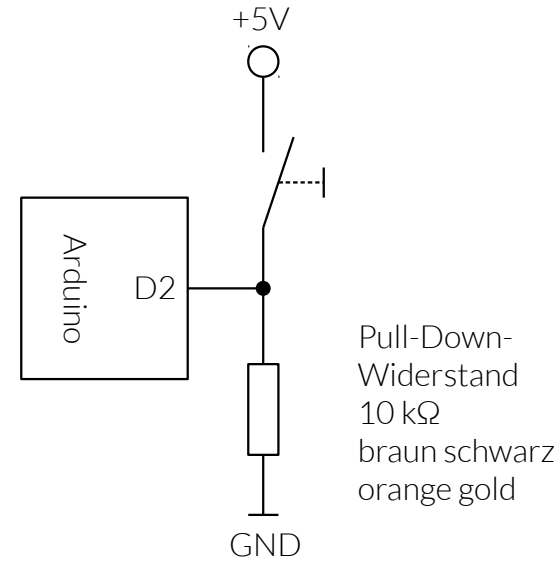 +5V
Arduino
D2
Pull-Down-
Widerstand
10 kΩ
braun schwarz
orange gold
GND